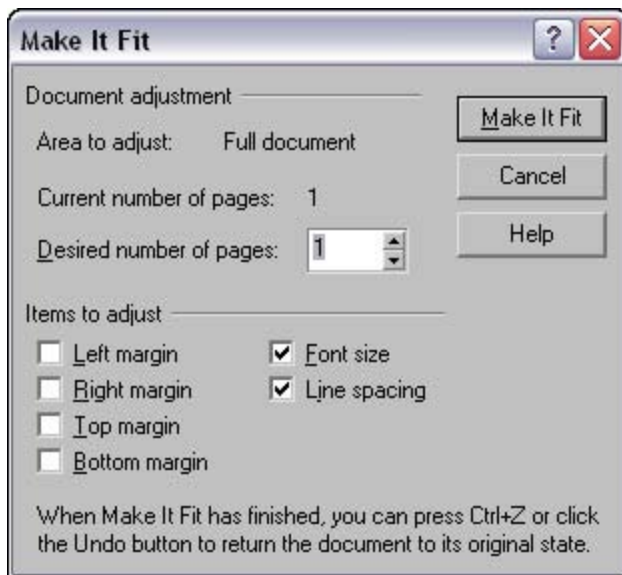 Make It Fit
?
Document adjustment
Make It Fit
Area to adjust: Full document
Cancel
Current number of pages: 1
Help
Desired number of pages: 1
Items to adjust
Left margin
Font size
Right margin
Line spacing
Top margin
Bottom margin
When Make It Fit has finished, you can press Ctrl+Z or click
the Undo button to return the document to its original state.